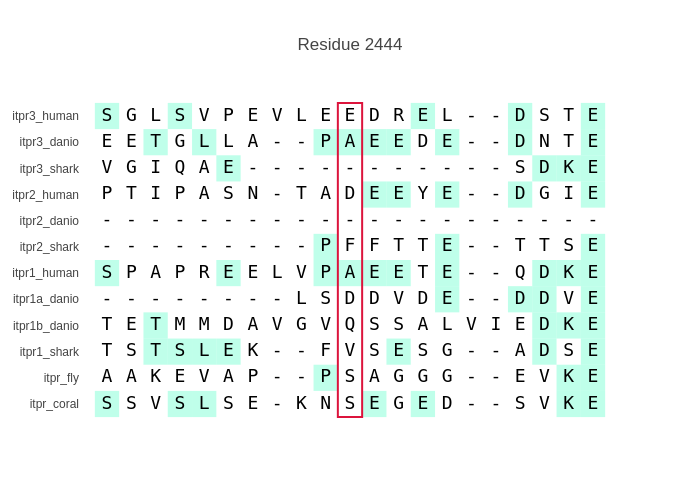 Residue 2444
itpr3_human S G L S V P E V L E E D R E L - - D S T E
itpr3_danio E E T G L L A - - P A E E D E - - D N T E
itpr3_shark V G I Q A E - - - - - - - - - - - S D K E
itpr2_human P T I P A S N - T A D E E Y E - - D G I E
itpr2_danio - - - - - - - - - - - - - - - - - - - - -
itpr2_shark - - - - - - - - - P F F T T E - - T T S E
itpr1_human S P A P R E E L V P A E E T E - - Q D K E
itpr1a_danio - - - - - - - - L S D D V D E - - D D V E
itpr1b_danio T E T M M D A V G V Q S S A L V I E D K E
itpr1_shark T S T S L E K - - F V S E S G - - A D S E
itpr_fly A A K E V A P - - P S A G G G - - E V K E
itpr_coral S S V S L S E - K N S E G E D - - S V K E